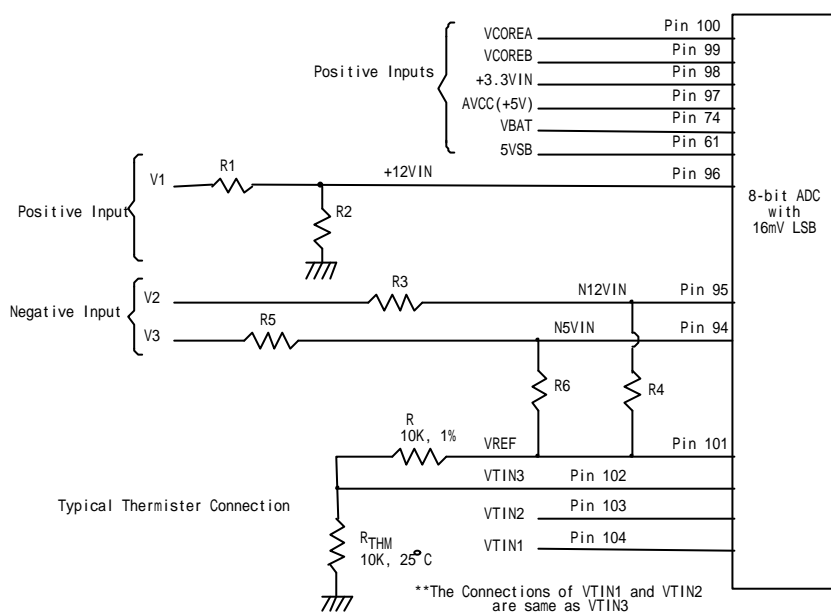 VCOREA Pin 100
VCOREB Pin 99
Positive Inputs +3.3VIN Pin 98
AVCC(+5V) Pin 97
VBAT Pin 74
5VSB Pin 61
V1 R1 +12VIN Pin 96
8-bit ADC
with
16mV LSB
Positive Input R2
V2 R3 N12VIN Pin 95
Negative Input
V3 R5 N5VIN Pin 94
R6 R4
R
10K, 1% VREF Pin 101
VTIN3 Pin 102
Typical Thermister Connection
VTIN2 Pin 103
RTHM
10K, 25°C
VTIN1 Pin 104
**The Connections of VTIN1 and VTIN2
are same as VTIN3